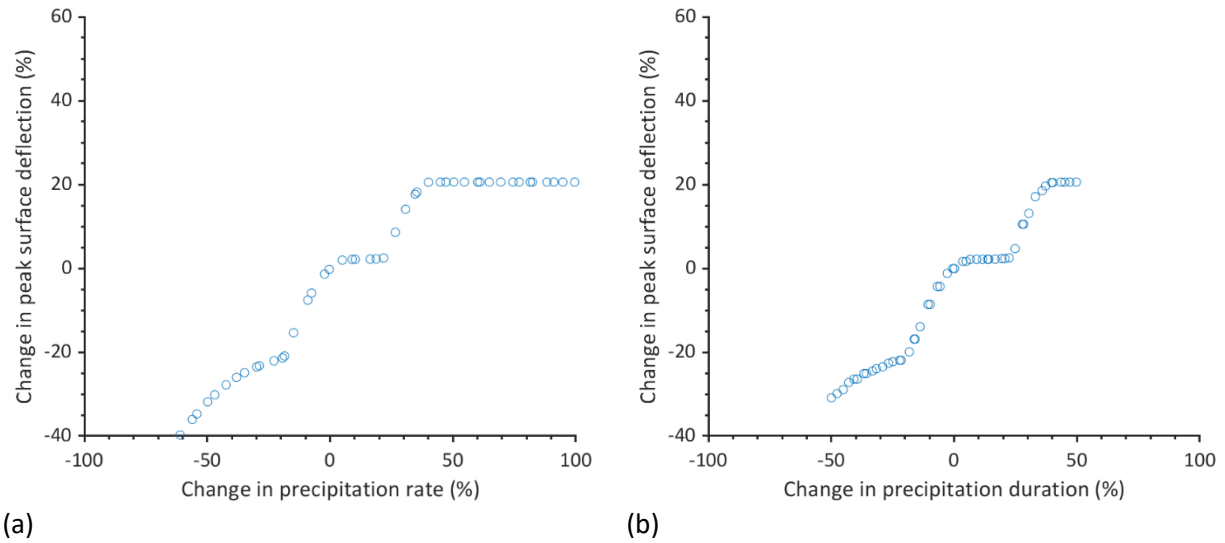 60
40
20
0
-20
-40
-100 -50 0 50 100
Change in peak surface deflection (%)
Change in precipitation rate (%)
(a)
60
40
20
0
-20
-40
-100 -50 0 50 100
Change in peak surface deflection (%)
Change in precipitation duration (%)
(b)